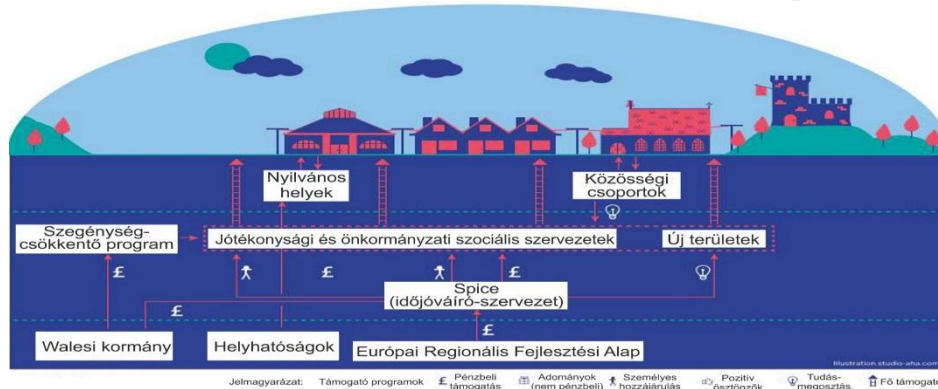 Nyilvános
helyek
Közösségi
csoportok
Szegénység-
csökkentő program
Jótékonysági és önkormányzati szociális szervezetek
Új területek
£
£
£
£
Spice
(időjóváíró-szervezet)
£
Walesi kormány
Helyhatóságok
Európai Regionális Fejlesztési Alap
Illustration studio-aha.com
Jelmagyarázat: Támogató programok £ Pénzbeli támogatás Adományok (nem pénzbeli) Személyes hozzájárulás Pozitív ösztönzők Tudás-megosztás Fő támogat